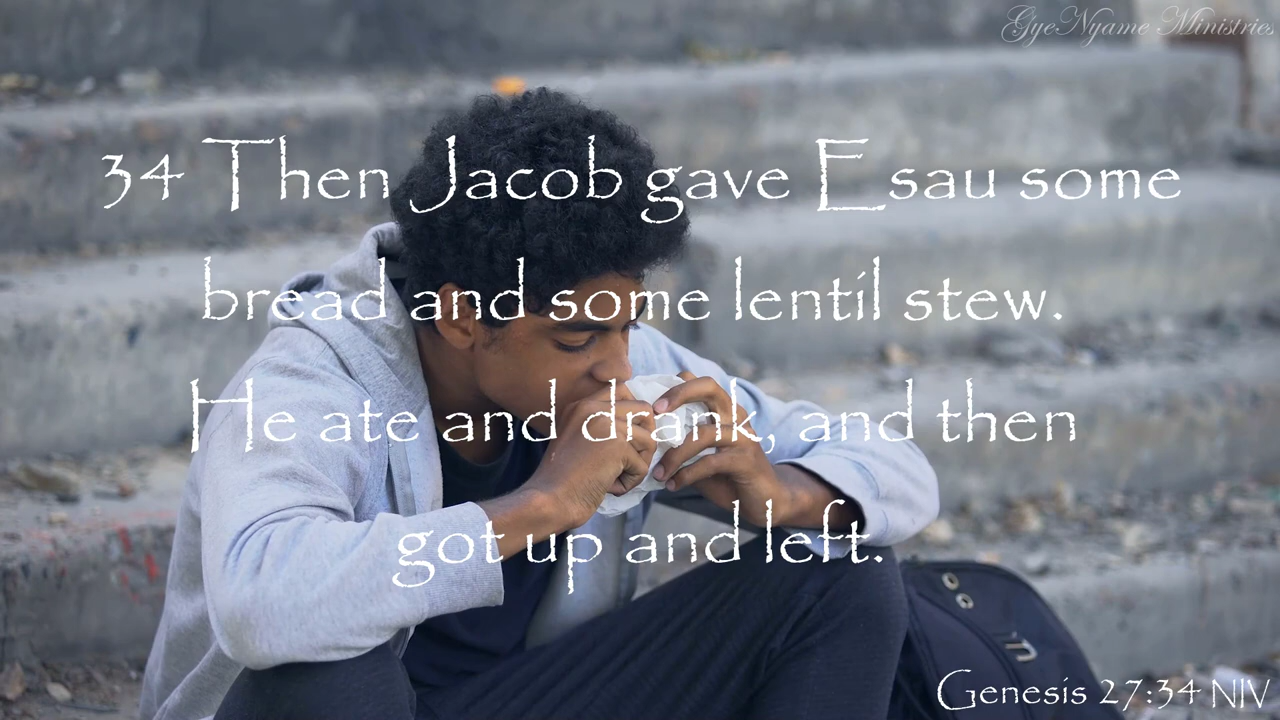 GyeNyame Ministries
34 Then Jacob gave Esau some
bread and some lentil stew.
He ate and drank, and then
got up and left.
Genesis 27:34 NIV